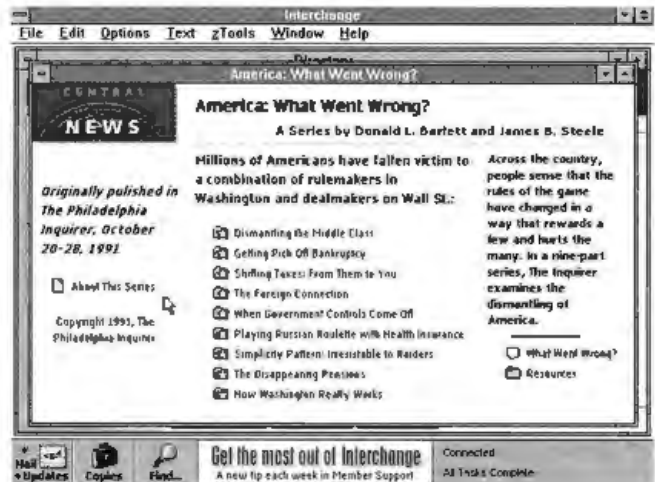 Interchange
File Edit Options Text zTools Window Help
Directory
America: What Went Wrong?
CENTRAL
NEWS
America: What Went Wrong?
A Series by Donald L. Barlett and James B. Steele
Originally pulished in
The Philadelphia
Inquirer, October
20-28, 1991
About This Series
Copyright 1991, The
Philadelphia Inquirer
Millions of Americans have fallen victim to
a combination of rulemakers in
Washington and dealmakers on Wall St.:
Dismantling the Middle Class
Getting Rich Off Bankruptcy
Shifting Taxes: From Them to You
The Foreign Connection
When Government Controls Come Off
Playing Russian Roulette with Health Insurance
Simplicity Pattern: Irresistible to Raiders
The Disappearing Pensions
How Washington Really Works
Across the country,
people sense that the
rules of the game
have changed in a
way that rewards a
few and hurts the
many. In a nine-part
series, The Inquirer
examines the
dismantling of
America.
What Went Wrong?
Resources
Mail
+Updates
Copies
Find...
Get the most out of Interchange
A new tip each week in Member Support
Connected
All Tasks Complete